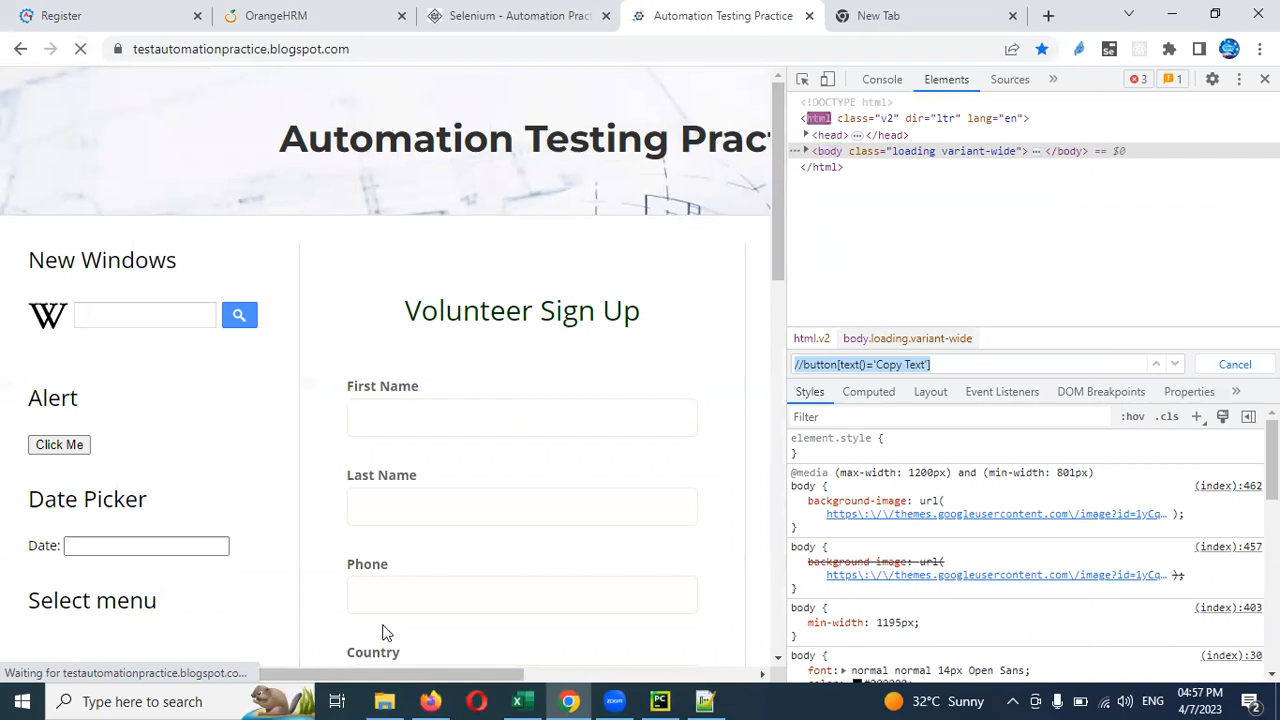 Register
OrangeHRM
Selenium - Automation Prac
Automation Testing Practice
New Tab
testautomationpractice.blogspot.com
Console Elements Sources
3 1
<!DOCTYPE html>
<html class="v2" dir="ltr" lang="en">
<head> … </head>
<body class="loading variant-wide"> … </body> == $0
</html>
Automation Testing Pract
New Windows
W
Alert
Click Me
Date Picker
Date:
Select menu
Volunteer Sign Up
First Name
Last Name
Phone
Country
html.v2 body.loading.variant-wide
//button[text()='Copy Text']
Cancel
Styles Computed Layout Event Listeners DOM Breakpoints Properties
Filter
:hov .cls
element.style {
}
@media (max-width: 1200px) and (min-width: 801px)
body { (index):462
background-image: url(
https\:\/\/themes.googleusercontent.com\/image?id=1yCq… );
}
body { (index):457
background-image: url(
https\:\/\/themes.googleusercontent.com\/image?id=1yCq… );
}
body { (index):403
min-width: 1195px;
}
body { (index):30
font: normal normal 14px Open Sans;
Waiting for testautomationpractice.blogspot.co...
Type here to search
32°C Sunny
ENG
04:57 PM
4/7/2023
2